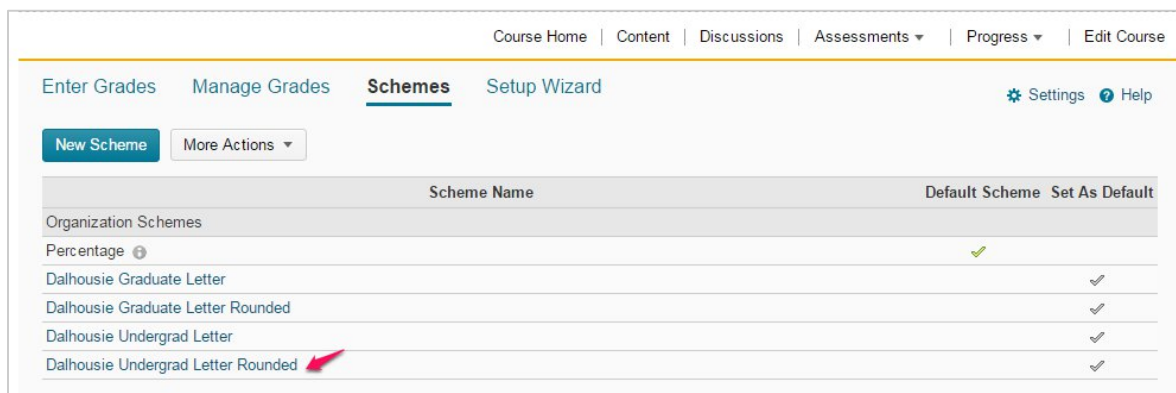 Course Home | Content | Discussions | Assessments | Progress | Edit Course
Enter Grades Manage Grades Schemes Setup Wizard Settings Help
New Scheme More Actions
Scheme Name Default Scheme Set As Default
Organization Schemes
Percentage
Dalhousie Graduate Letter
Dalhousie Graduate Letter Rounded
Dalhousie Undergrad Letter
Dalhousie Undergrad Letter Rounded